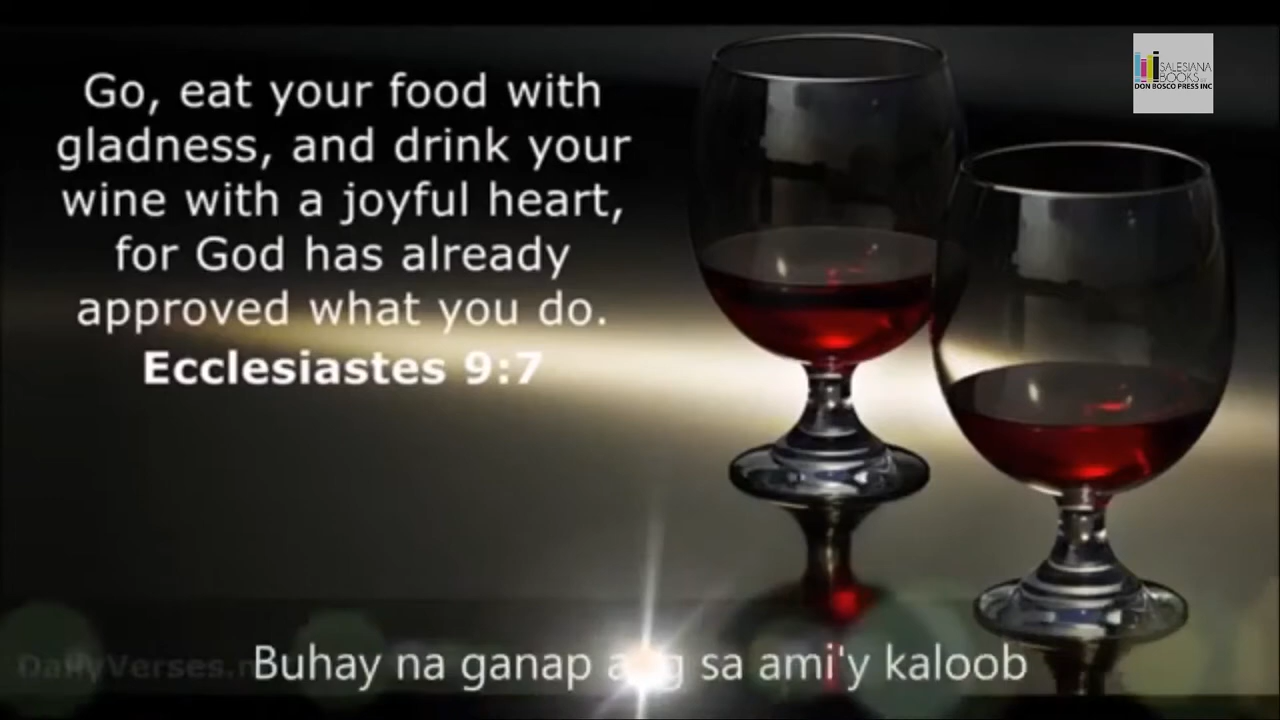 SALESIANA
BOOKS
DON BOSCO PRESS INC
Go, eat your food with
gladness, and drink your
wine with a joyful heart,
for God has already
approved what you do.
Ecclesiastes 9:7
Buhay na ganap ang sa ami'y kaloob